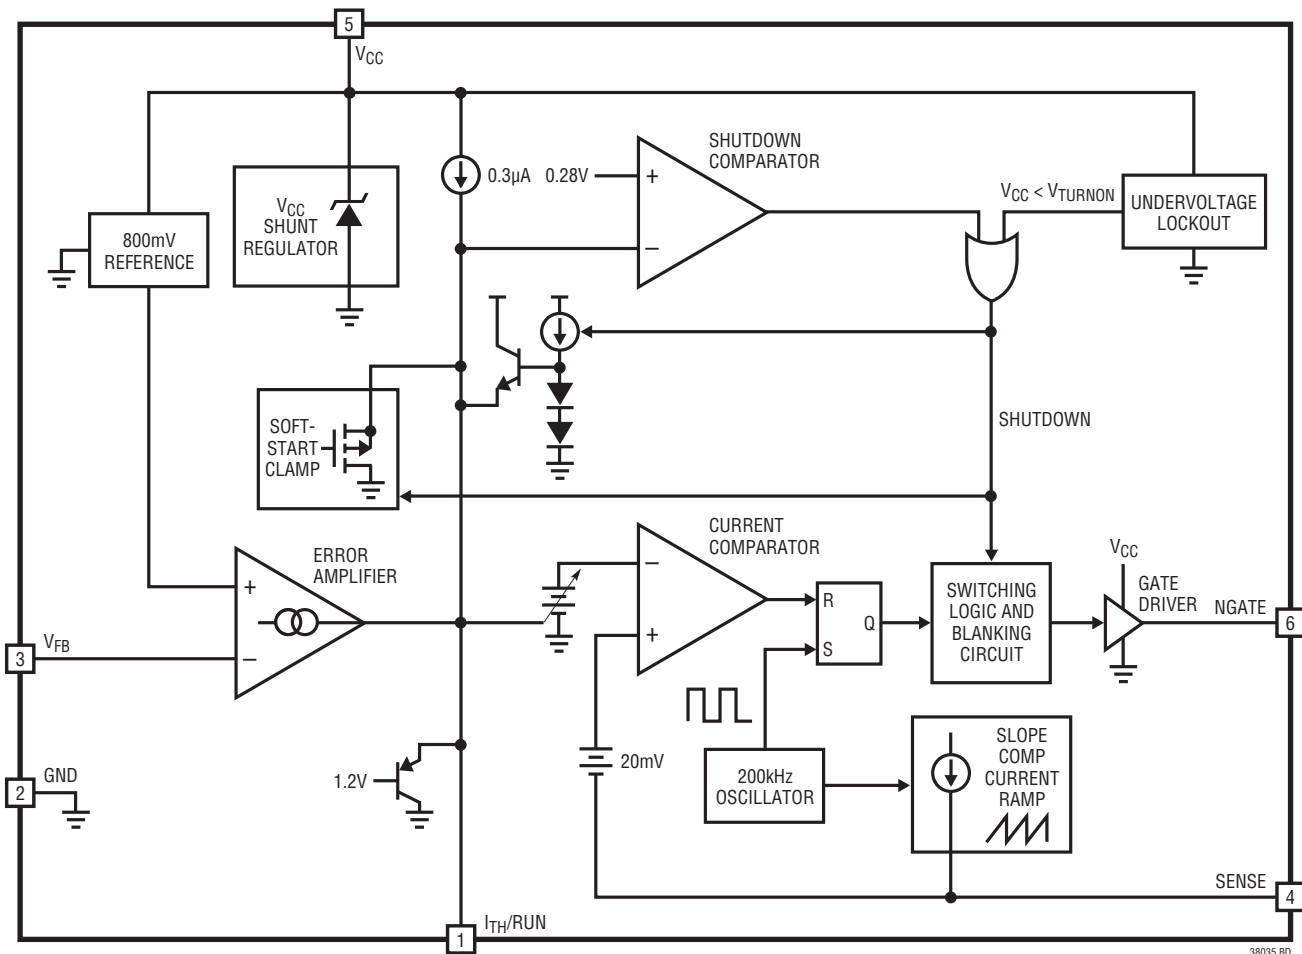 5
VCC
SHUTDOWN
COMPARATOR
0.3µA
0.28V
+
–
VCC < VTURNON
UNDERVOLTAGE
LOCKOUT
VCC
SHUNT
REGULATOR
800mV
REFERENCE
SOFT-
START
CLAMP
SHUTDOWN
CURRENT
COMPARATOR
–
+
ERROR
AMPLIFIER
+
–
R
S
Q
SWITCHING
LOGIC AND
BLANKING
CIRCUIT
VCC
GATE
DRIVER
NGATE
6
3
VFB
2
GND
1.2V
20mV
200kHz
OSCILLATOR
SLOPE
COMP
CURRENT
RAMP
SENSE
4
1
ITH/RUN
38035 BD